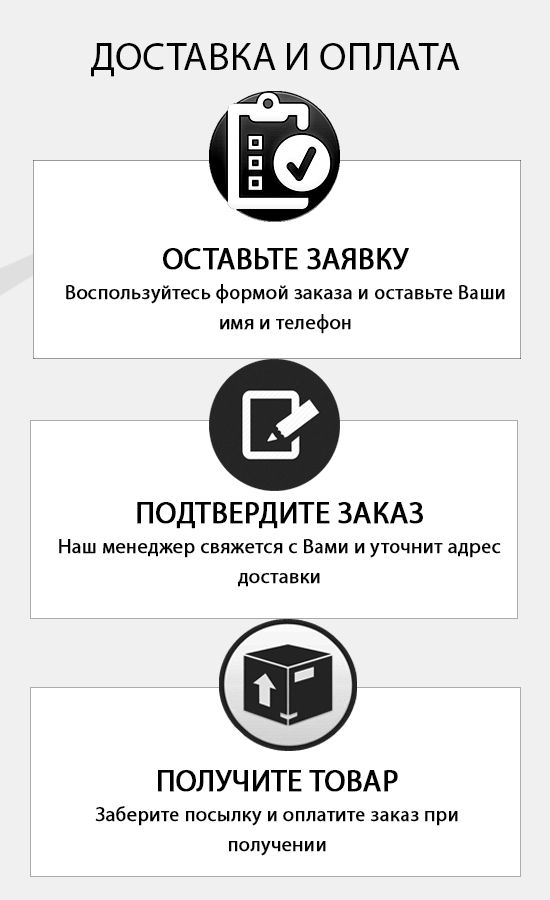 ДОСТАВКА И ОПЛАТА
ОСТАВЬТЕ ЗАЯВКУ
Воспользуйтесь формой заказа и оставьте Ваши
имя и телефон
ПОДТВЕРДИТЕ ЗАКАЗ
Наш менеджер свяжется с Вами и уточнит адрес
доставки
ПОЛУЧИТЕ ТОВАР
Заберите посылку и оплатите заказ при
получении